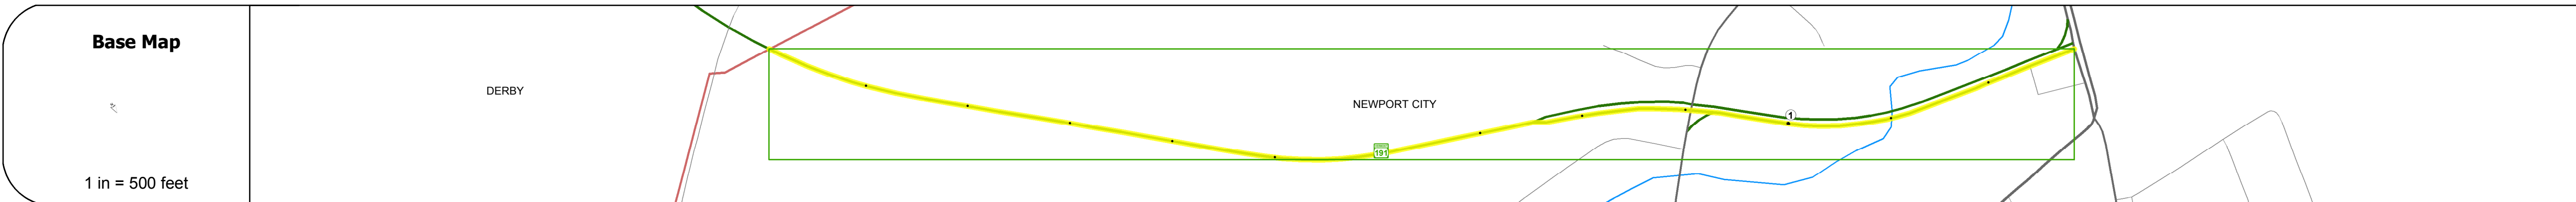 Base Map
DERBY
NEWPORT CITY
1
191
1 in = 500 feet